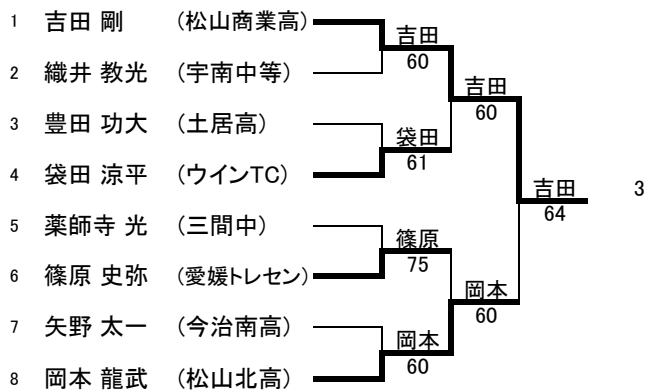 1 吉田 剛 (松山商業高)
吉田
60
2 織井 教光 (宇南中等)
吉田
60
3 豊田 功大 (土居高)
袋田
61
4 袋田 涼平 (ウインTC)
吉田 3
64
5 薬師寺 光 (三間中)
篠原
75
6 篠原 史弥 (愛媛トレセン)
岡本
60
7 矢野 太一 (今治南高)
岡本
60
8 岡本 龍武 (松山北高)